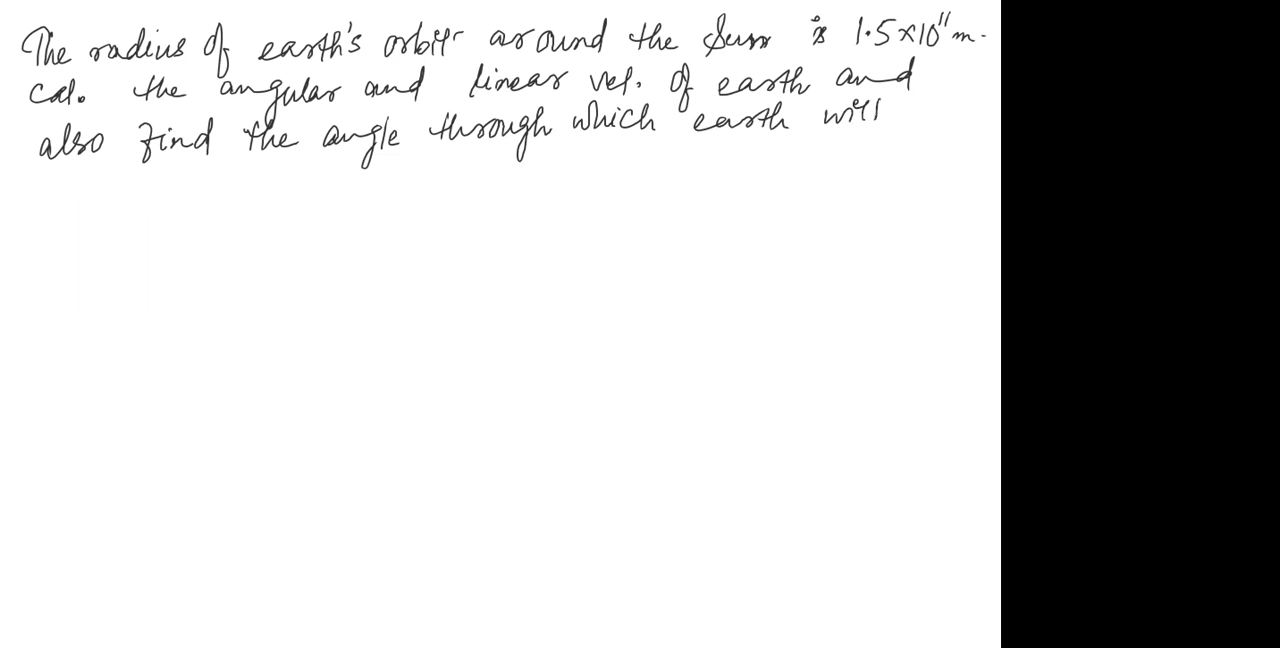 The radius of earth's orbit around the Sun is 1.5×10¹¹ m.
cal. the angular and linear vel. of earth and
also find the angle through which earth will